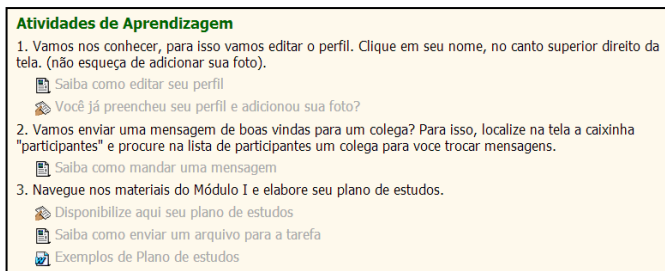 Atividades de Aprendizagem
1. Vamos nos conhecer, para isso vamos editar o perfil. Clique em seu nome, no canto superior direito da
tela. (não esqueça de adicionar sua foto).
Saiba como editar seu perfil
Você já preencheu seu perfil e adicionou sua foto?
2. Vamos enviar uma mensagem de boas vindas para um colega? Para isso, localize na tela a caixinha
"participantes" e procure na lista de participantes um colega para voce trocar mensagens.
Saiba como mandar uma mensagem
3. Navegue nos materiais do Módulo I e elabore seu plano de estudos.
Disponibilize aqui seu plano de estudos
Saiba como enviar um arquivo para a tarefa
Exemplos de Plano de estudos